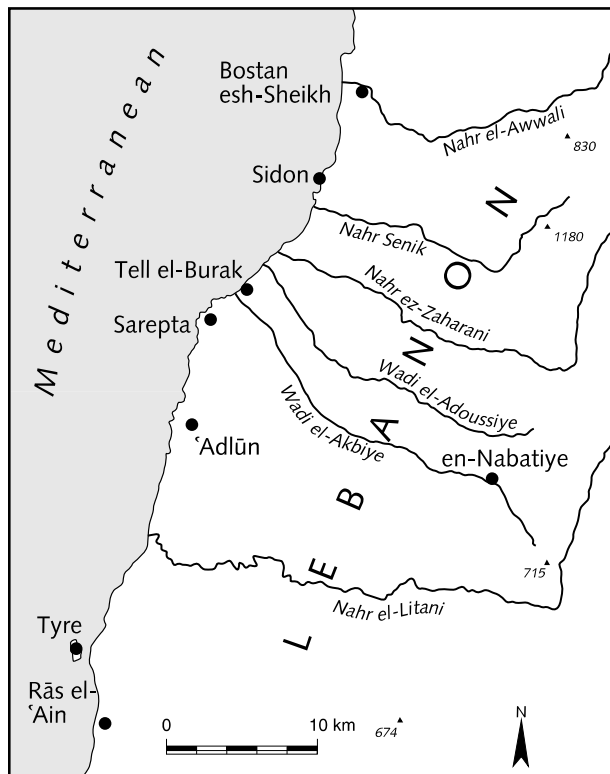 Mediterranean
Bostan
esh-Sheikh
Nahr el-Awwali
830
Sidon
Nahr Senik
1180
Tell el-Burak
Nahr ez-Zaharani
Sarepta
Wadi el-Adoussiye
Wadi el-Akbiye
ʿAdlūn
en-Nabatiye
LEBANON
715
Nahr el-Litani
Tyre
Rās el-
ʿAin
0 10 km
674
N